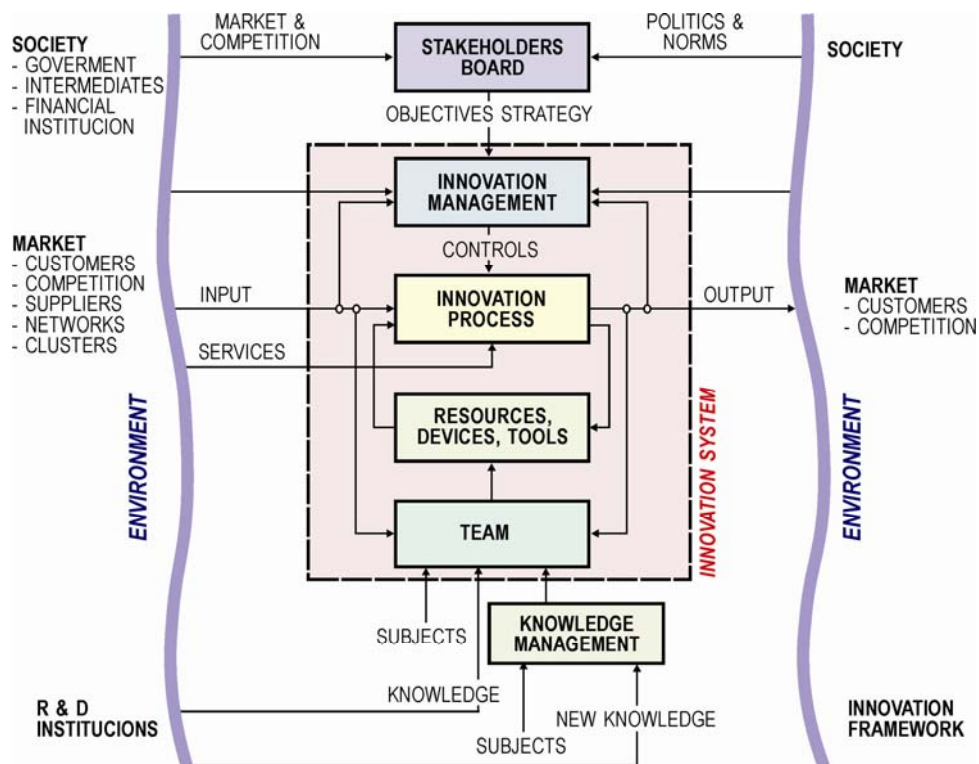 MARKET &
COMPETITION
POLITICS &
NORMS
SOCIETY
- GOVERMENT
- INTERMEDIATES
- FINANCIAL
INSTITUCION
STAKEHOLDERS
BOARD
SOCIETY
OBJECTIVES STRATEGY
INNOVATION
MANAGEMENT
CONTROLS
MARKET
- CUSTOMERS
- COMPETITION
- SUPPLIERS
- NETWORKS
- CLUSTERS
INPUT
INNOVATION
PROCESS
OUTPUT
MARKET
- CUSTOMERS
- COMPETITION
SERVICES
RESOURCES,
DEVICES, TOOLS
ENVIRONMENT
INNOVATION SYSTEM
ENVIRONMENT
TEAM
SUBJECTS
KNOWLEDGE
MANAGEMENT
KNOWLEDGE
R & D
INSTITUCIONS
NEW KNOWLEDGE
SUBJECTS
INNOVATION
FRAMEWORK